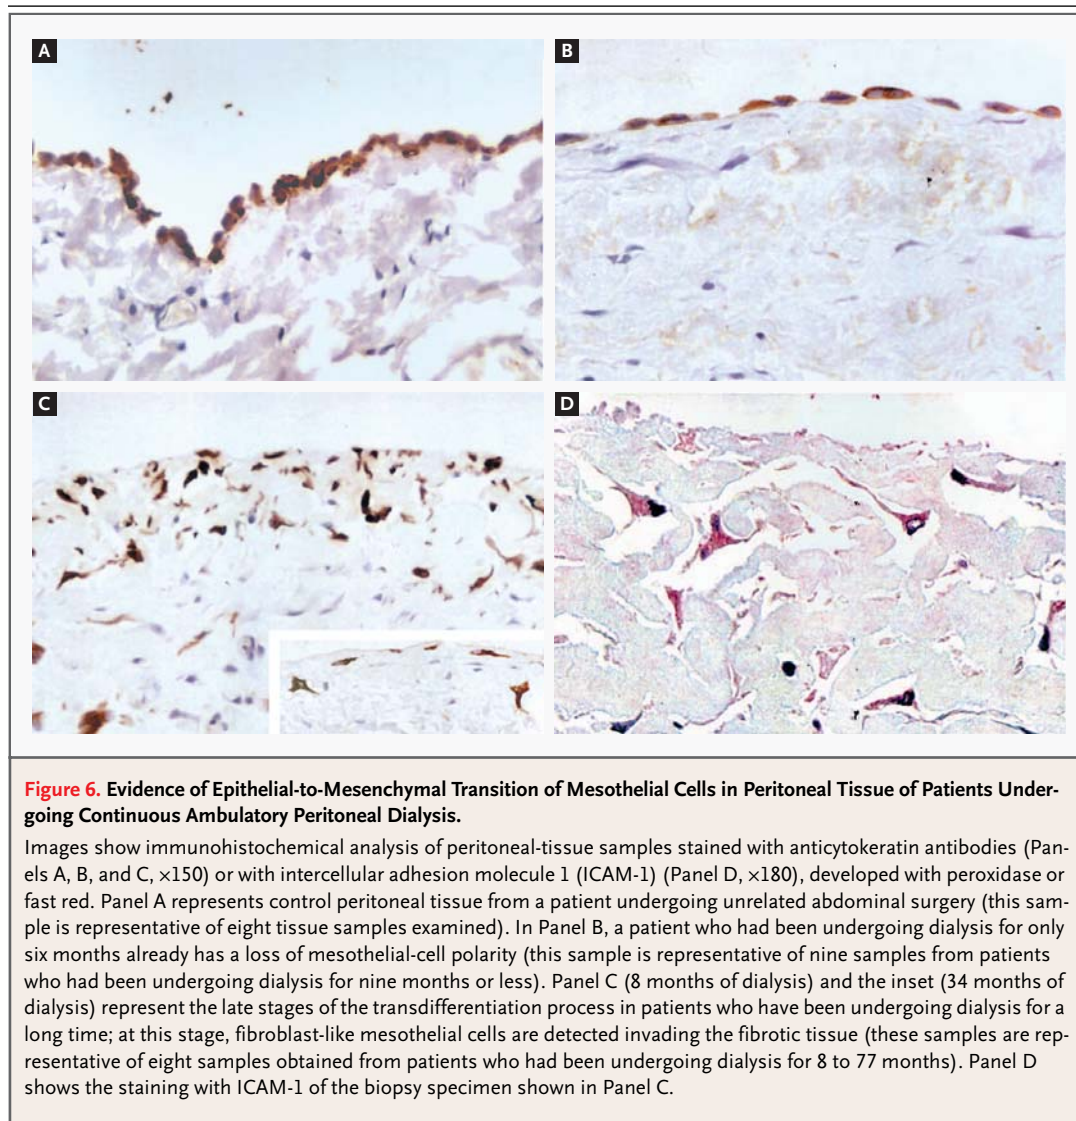 A
B
C
D
Figure 6. Evidence of Epithelial-to-Mesenchymal Transition of Mesothelial Cells in Peritoneal Tissue of Patients Under-
going Continuous Ambulatory Peritoneal Dialysis.
Images show immunohistochemical analysis of peritoneal-tissue samples stained with anticytokeratin antibodies (Pan-
els A, B, and C, ×150) or with intercellular adhesion molecule 1 (ICAM-1) (Panel D, ×180), developed with peroxidase or
fast red. Panel A represents control peritoneal tissue from a patient undergoing unrelated abdominal surgery (this sam-
ple is representative of eight tissue samples examined). In Panel B, a patient who had been undergoing dialysis for only
six months already has a loss of mesothelial-cell polarity (this sample is representative of nine samples from patients
who had been undergoing dialysis for nine months or less). Panel C (8 months of dialysis) and the inset (34 months of
dialysis) represent the late stages of the transdifferentiation process in patients who have been undergoing dialysis for a
long time; at this stage, fibroblast-like mesothelial cells are detected invading the fibrotic tissue (these samples are rep-
resentative of eight samples obtained from patients who had been undergoing dialysis for 8 to 77 months). Panel D
shows the staining with ICAM-1 of the biopsy specimen shown in Panel C.